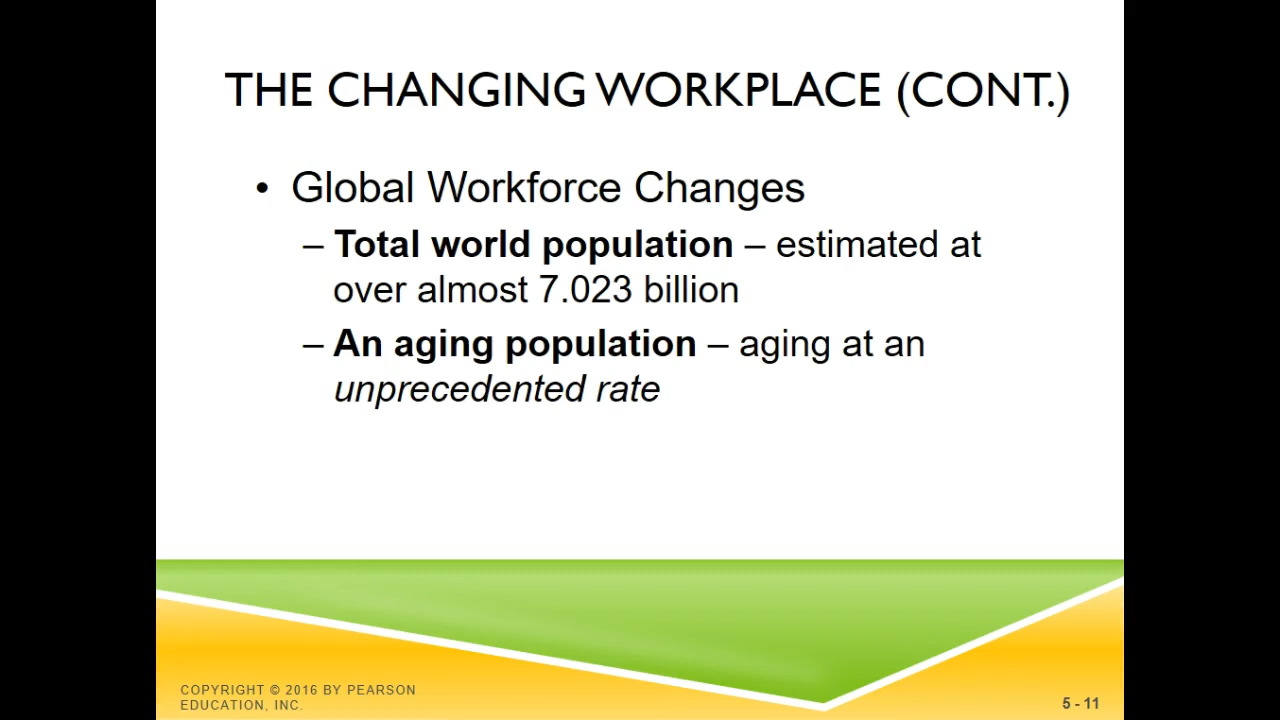 THE CHANGING WORKPLACE (CONT.)
• Global Workforce Changes
– Total world population – estimated at
over almost 7.023 billion
– An aging population – aging at an
unprecedented rate
COPYRIGHT © 2016 BY PEARSON
EDUCATION, INC.
5 - 11